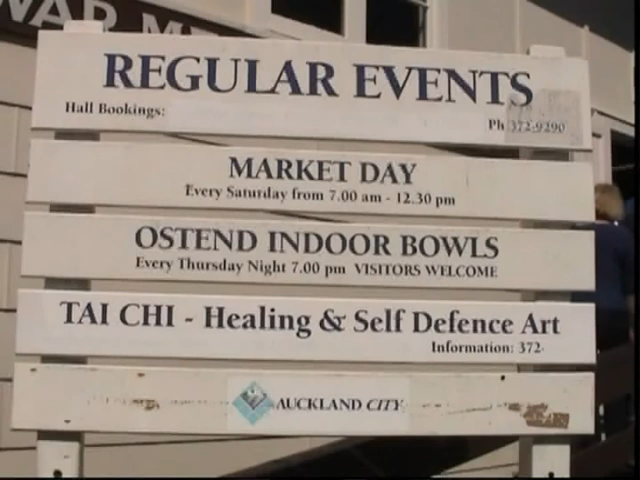 WAR ME
REGULAR EVENTS
Hall Bookings:
Ph 372-9290
MARKET DAY
Every Saturday from 7.00 am - 12.30 pm
OSTEND INDOOR BOWLS
Every Thursday Night 7.00 pm VISITORS WELCOME
TAI CHI - Healing & Self Defence Art
Information: 372-
AUCKLAND CITY